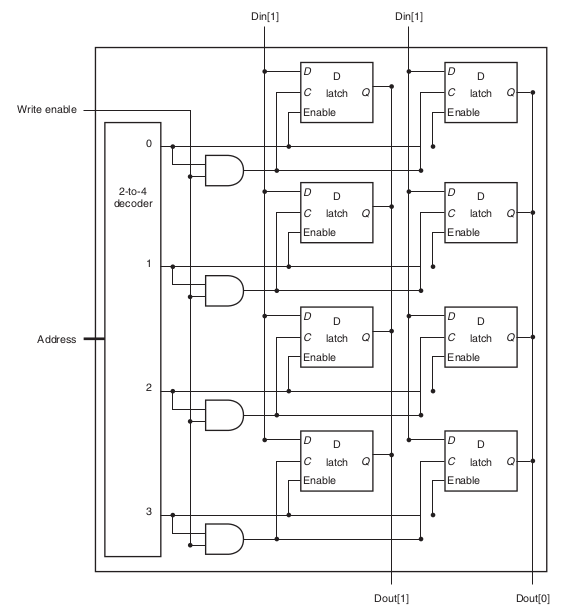 Din[1] Din[1]
D D D D
Write enable C latch Q C latch Q
Enable Enable
0
2-to-4
decoder
D D D D
C latch Q C latch Q
Enable Enable
1
D D D D
Address C latch Q C latch Q
Enable Enable
2
D D D D
C latch Q C latch Q
Enable Enable
3
Dout[1] Dout[0]